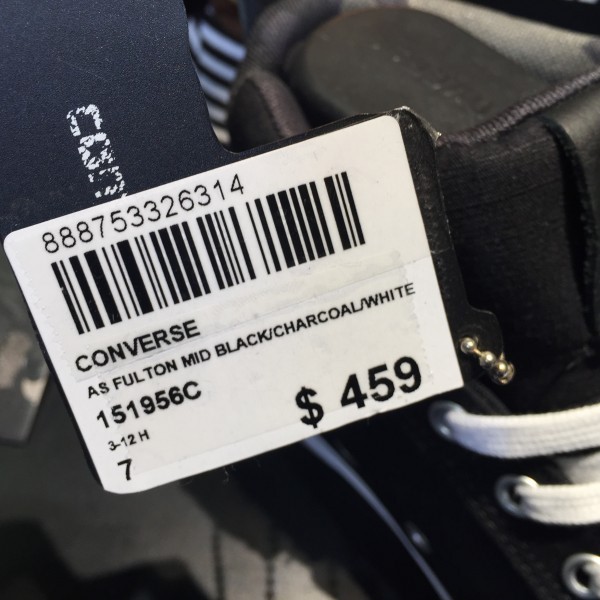 888753326314
CONVERSE
AS FULTON MID BLACK/CHARCOAL/WHITE
151956C
$ 459
3-12 H
7